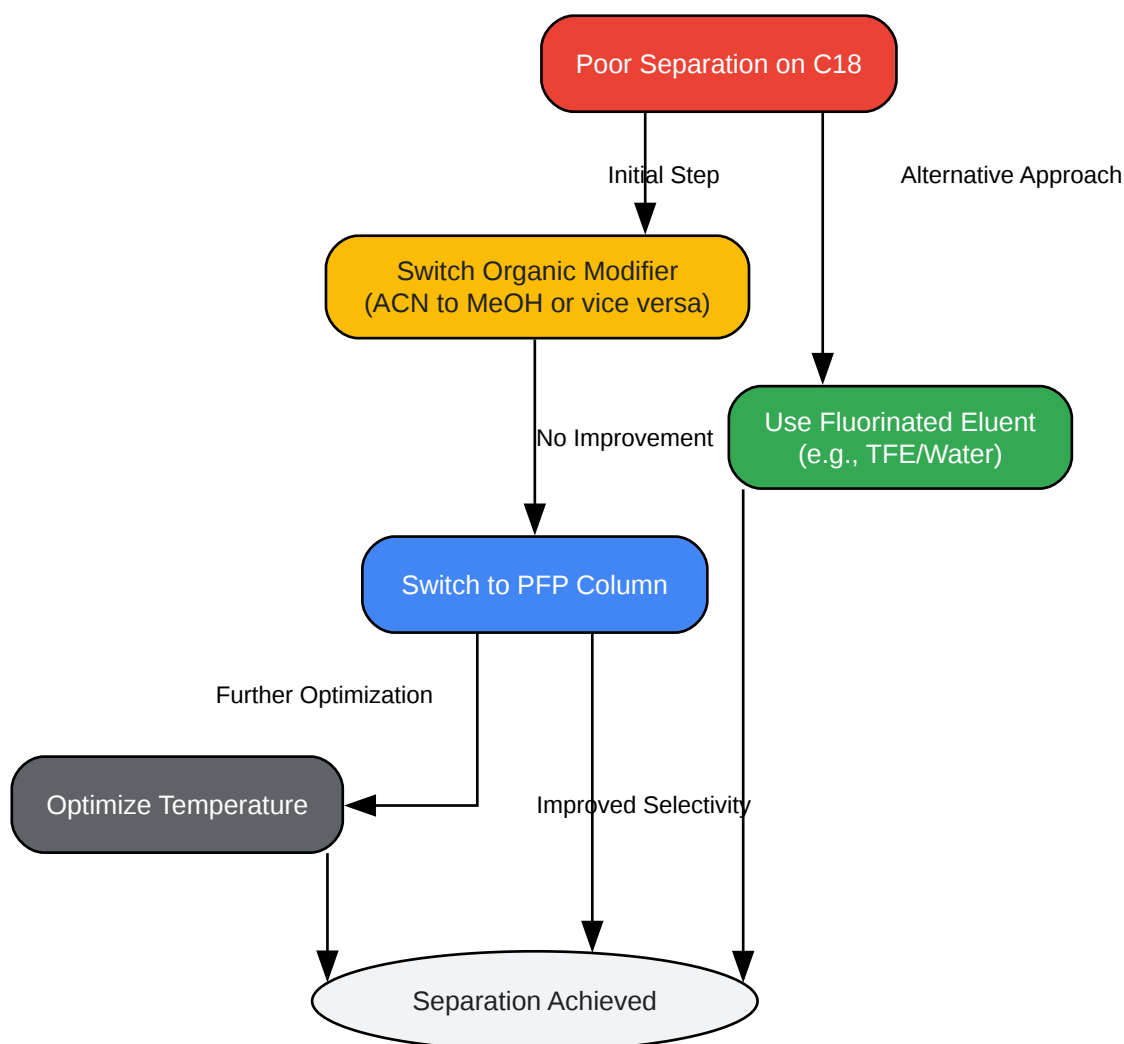 Poor Separation on C18
Initial Step
Alternative Approach
Switch Organic Modifier
(ACN to MeOH or vice versa)
Use Fluorinated Eluent
(e.g., TFE/Water)
No Improvement
Switch to PFP Column
Further Optimization
Optimize Temperature
Improved Selectivity
Separation Achieved